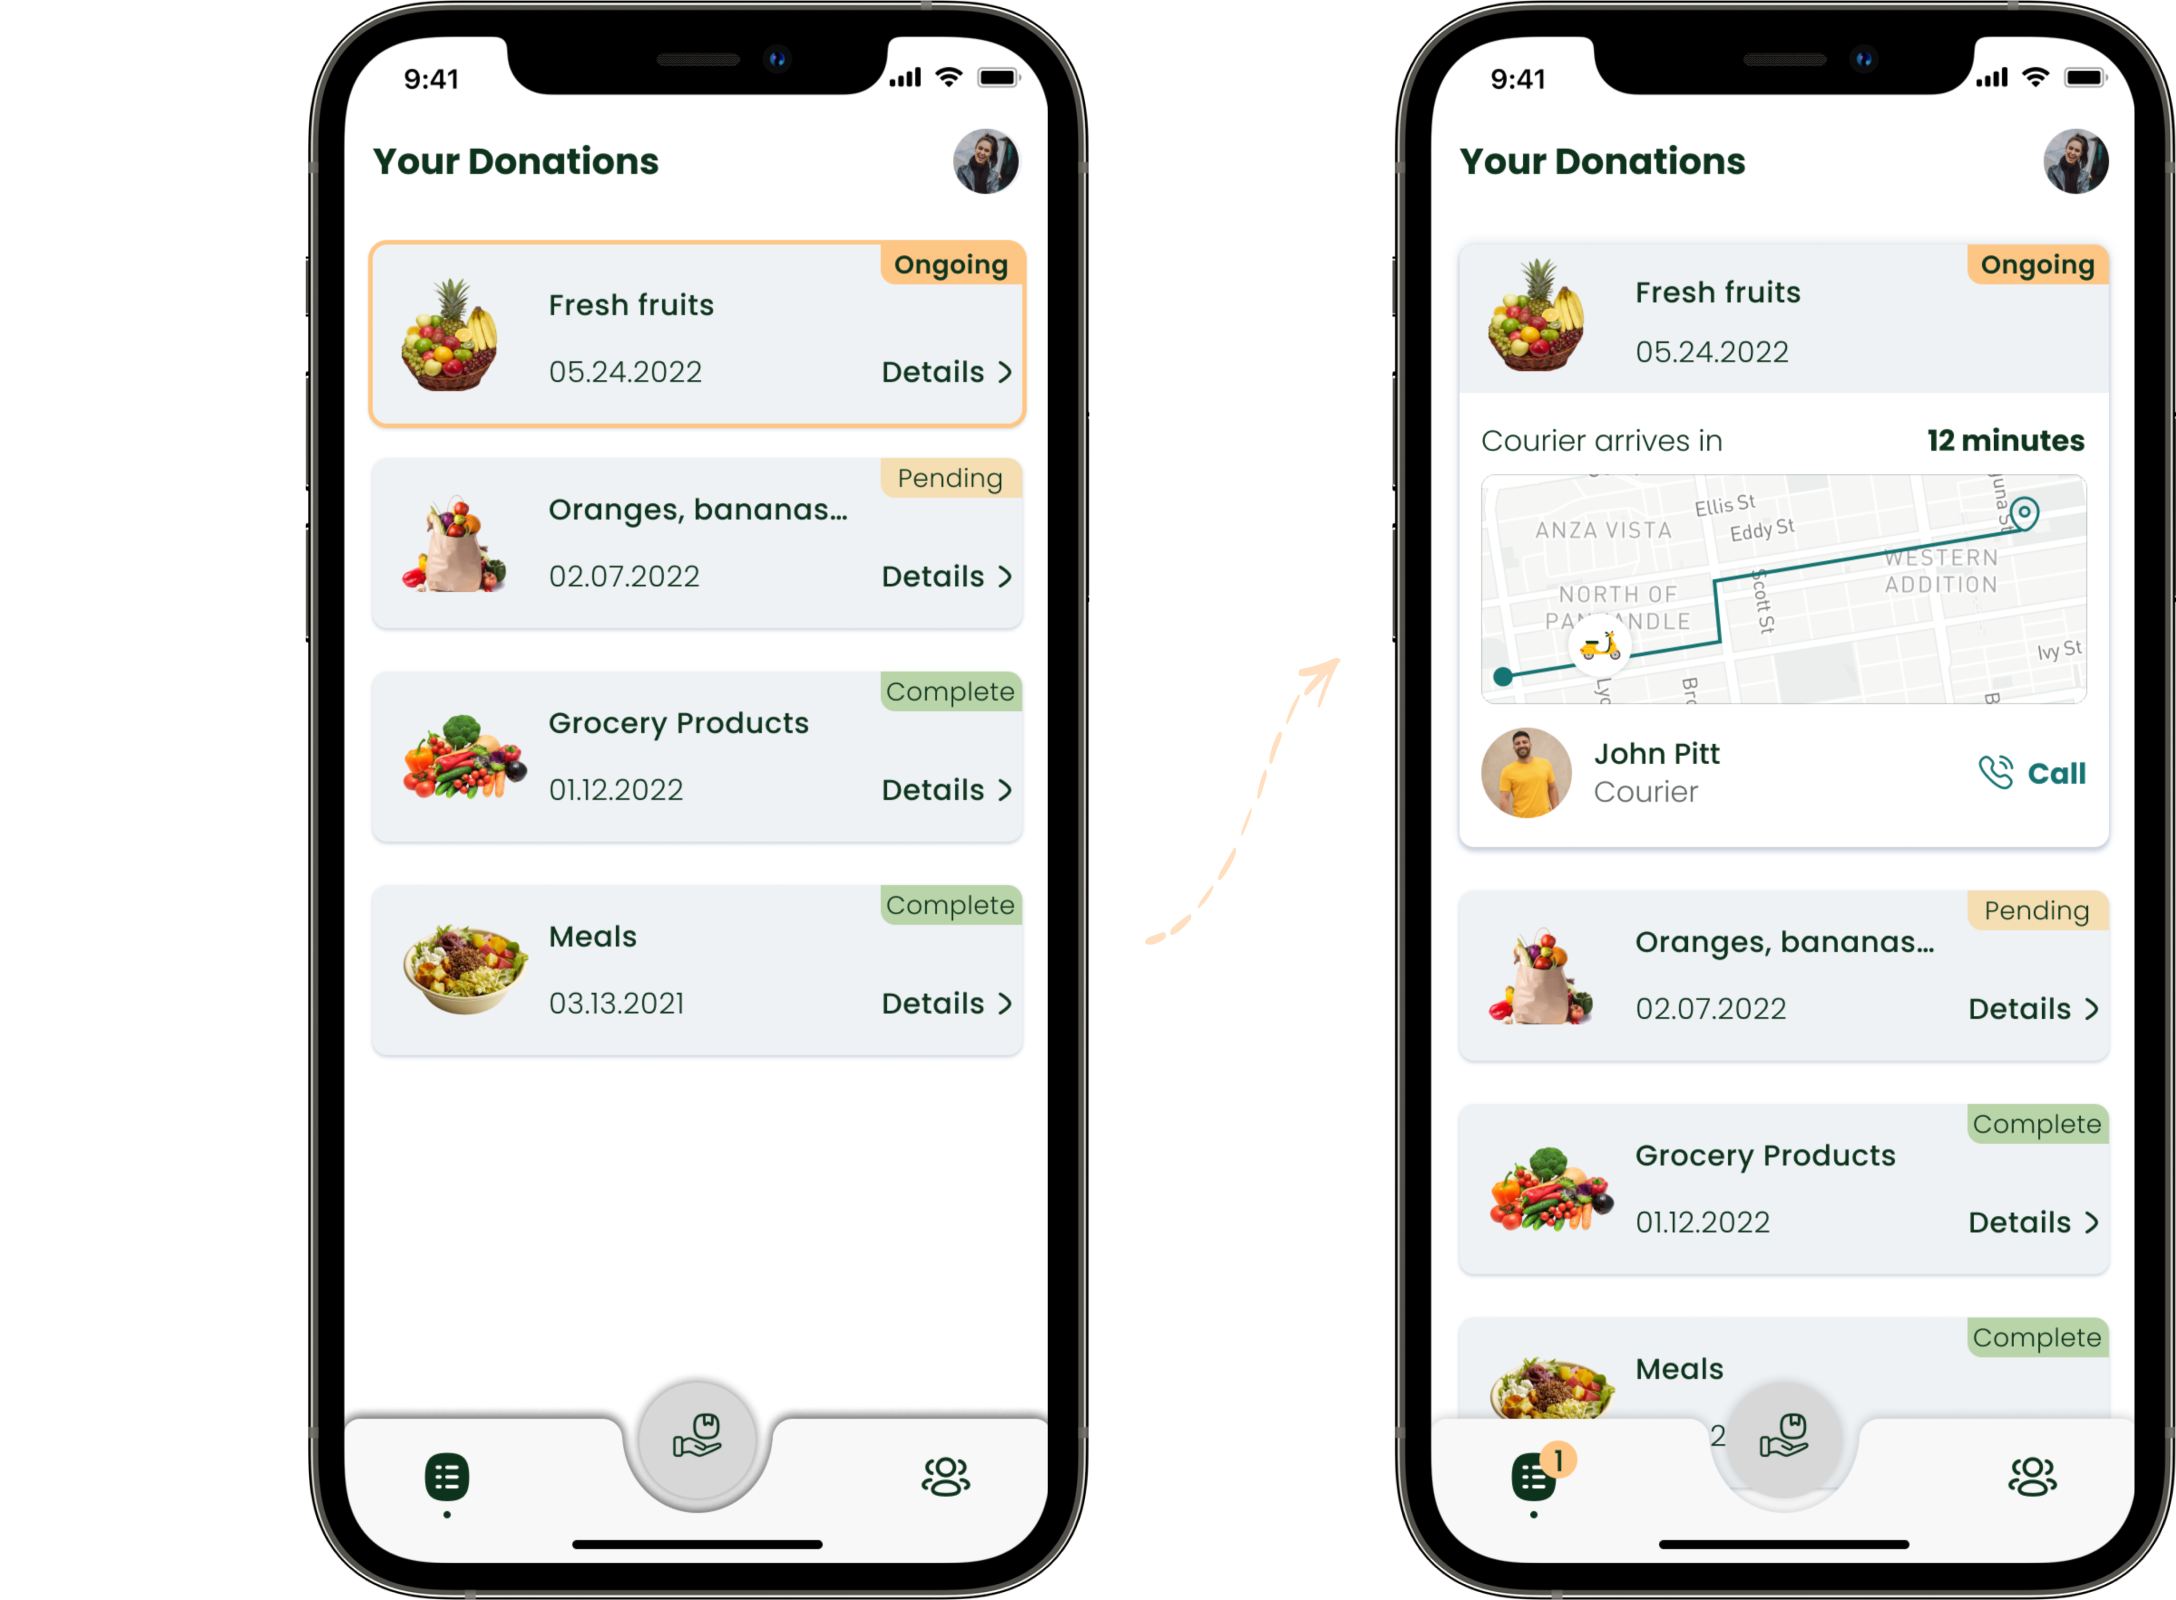 9:41
Your Donations
Ongoing
Fresh fruits
05.24.2022
Details
Pending
Oranges, bananas...
02.07.2022
Details
Complete
Grocery Products
01.12.2022
Details
Complete
Meals
03.13.2021
Details
9:41
Your Donations
Ongoing
Fresh fruits
05.24.2022
Courier arrives in
12 minutes
Ellis St
ANZA VISTA
Eddy St
WESTERN
ADDITION
NORTH OF
Scott St
Ivy St
John Pitt
Courier
Call
Pending
Oranges, bananas...
02.07.2022
Details
Complete
Grocery Products
01.12.2022
Details
Complete
Meals
2
1